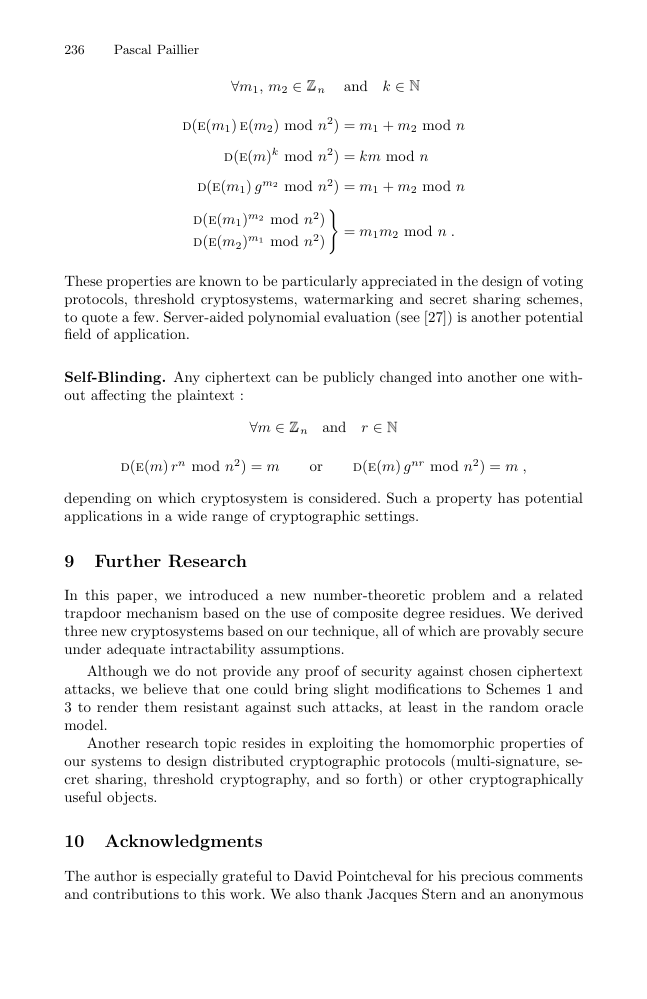 236 Pascal Paillier
∀m₁, m₂ ∈ ℤₙ and k ∈ ℕ
D(E(m₁) E(m₂) mod n²) = m₁ + m₂ mod n
D(E(m)ᵏ mod n²) = km mod n
D(E(m₁) g^{m₂} mod n²) = m₁ + m₂ mod n
D(E(m₁)^{m₂} mod n²)
D(E(m₂)^{m₁} mod n²) } = m₁m₂ mod n .
These properties are known to be particularly appreciated in the design of voting
protocols, threshold cryptosystems, watermarking and secret sharing schemes,
to quote a few. Server-aided polynomial evaluation (see [27]) is another potential
field of application.
Self-Blinding. Any ciphertext can be publicly changed into another one with-
out affecting the plaintext :
∀m ∈ ℤₙ and r ∈ ℕ
D(E(m) rⁿ mod n²) = m or D(E(m) g^{nr} mod n²) = m ,
depending on which cryptosystem is considered. Such a property has potential
applications in a wide range of cryptographic settings.
9 Further Research
In this paper, we introduced a new number-theoretic problem and a related
trapdoor mechanism based on the use of composite degree residues. We derived
three new cryptosystems based on our technique, all of which are provably secure
under adequate intractability assumptions.
Although we do not provide any proof of security against chosen ciphertext
attacks, we believe that one could bring slight modifications to Schemes 1 and
3 to render them resistant against such attacks, at least in the random oracle
model.
Another research topic resides in exploiting the homomorphic properties of
our systems to design distributed cryptographic protocols (multi-signature, se-
cret sharing, threshold cryptography, and so forth) or other cryptographically
useful objects.
10 Acknowledgments
The author is especially grateful to David Pointcheval for his precious comments
and contributions to this work. We also thank Jacques Stern and an anonymous